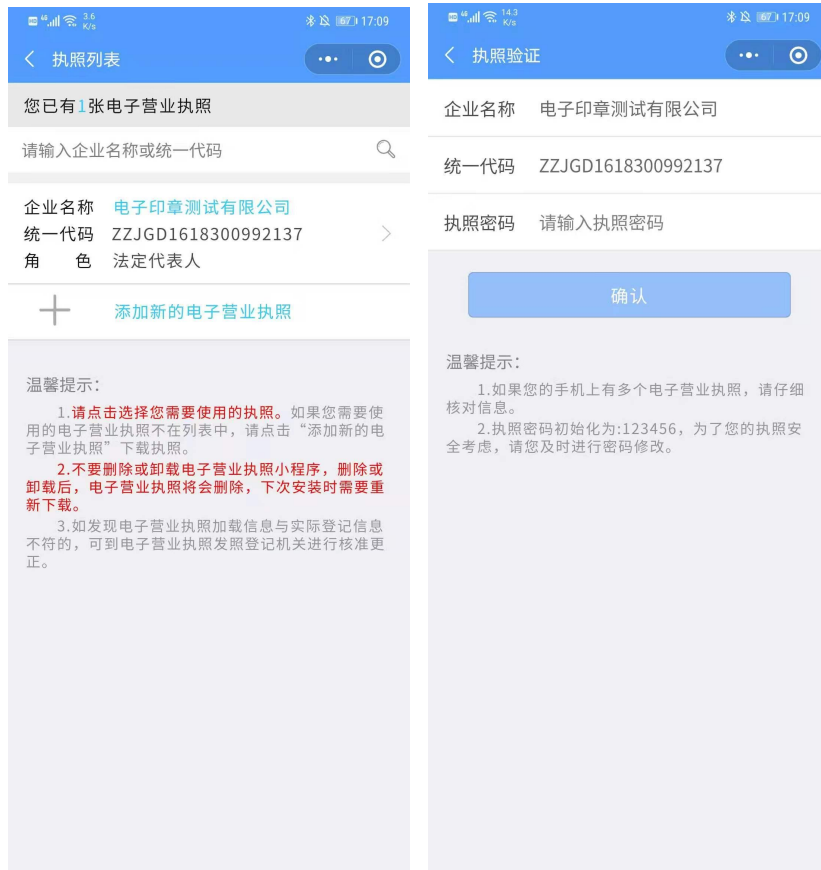 HD 46 3.6 K/s 67 17:09
执照列表
您已有1张电子营业执照
请输入企业名称或统一代码
企业名称 电子印章测试有限公司
统一代码 ZZJGD1618300992137
角 色 法定代表人
添加新的电子营业执照
温馨提示:
1.请点击选择您需要使用的执照。如果您需要使
用的电子营业执照不在列表中，请点击“添加新的电
子营业执照”下载执照。
2.不要删除或卸载电子营业执照小程序，删除或
卸载后，电子营业执照将会删除，下次安装时需要重
新下载。
3.如发现电子营业执照加载信息与实际登记信息
不符的，可到电子营业执照发照登记机关进行核准更
正。
HD 46 14.3 K/s 67 17:09
执照验证
企业名称 电子印章测试有限公司
统一代码 ZZJGD1618300992137
执照密码 请输入执照密码
确认
温馨提示:
1.如果您的手机上有多个电子营业执照，请仔细
核对信息。
2.执照密码初始化为:123456，为了您的执照安
全考虑，请您及时进行密码修改。